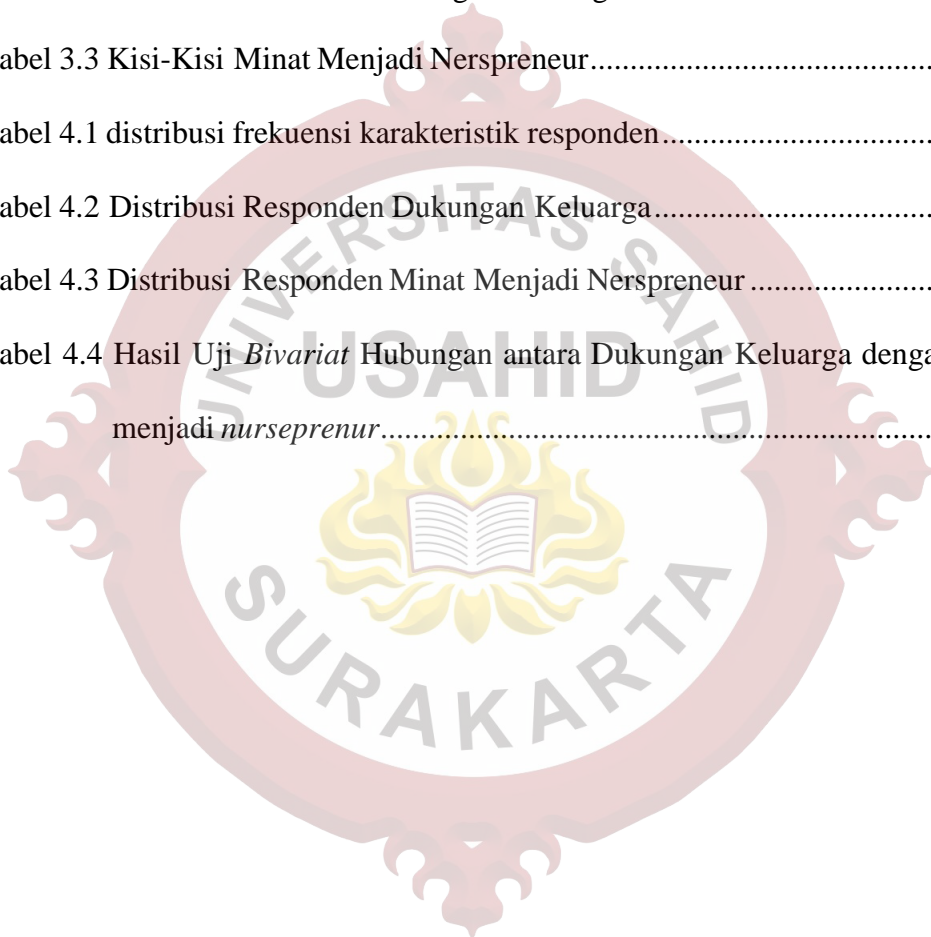 abel 3.3 Kisi-Kisi Minat Menjadi Nerspreneur....................................
abel 4.1 distribusi frekuensi karakteristik responden............................
abel 4.2 Distribusi Responden Dukungan Keluarga.............................
abel 4.3 Distribusi Responden Minat Menjadi Nerspreneur ....................
abel 4.4 Hasil Uji Bivariat Hubungan antara Dukungan Keluarga denga
menjadi nurseprenur............................................................
UNIVERSITAS SAHID
USAHID
SURAKARTA